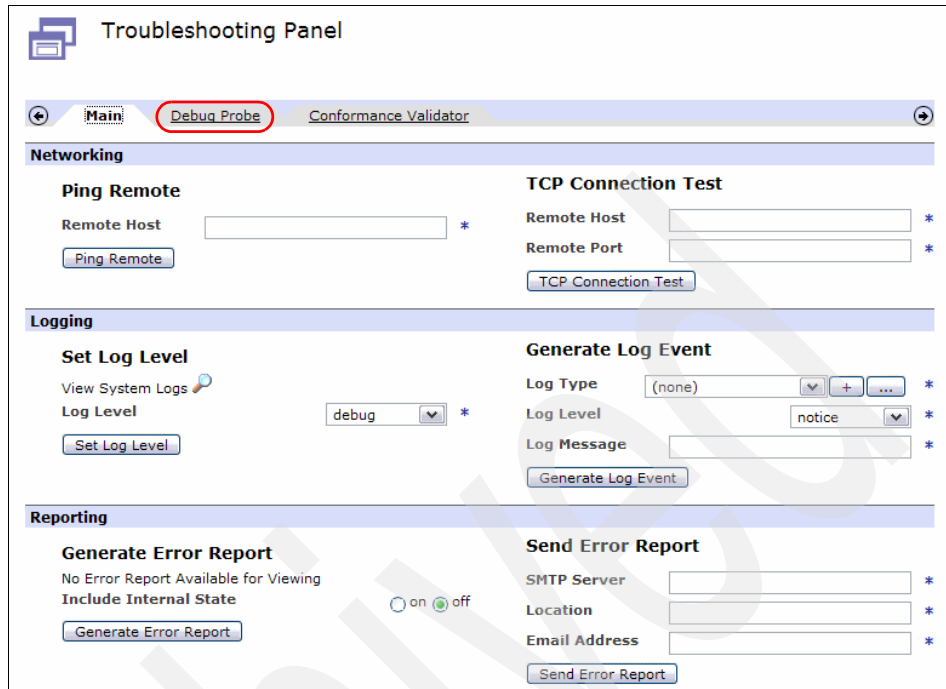 Troubleshooting Panel
Main Debug Probe Conformance Validator
Networking
Ping Remote
Remote Host *
Ping Remote
TCP Connection Test
Remote Host *
Remote Port *
TCP Connection Test
Logging
Set Log Level
View System Logs
Log Level debug *
Set Log Level
Generate Log Event
Log Type (none) + ... *
Log Level notice *
Log Message *
Generate Log Event
Reporting
Generate Error Report
No Error Report Available for Viewing
Include Internal State on off
Generate Error Report
Send Error Report
SMTP Server *
Location *
Email Address *
Send Error Report